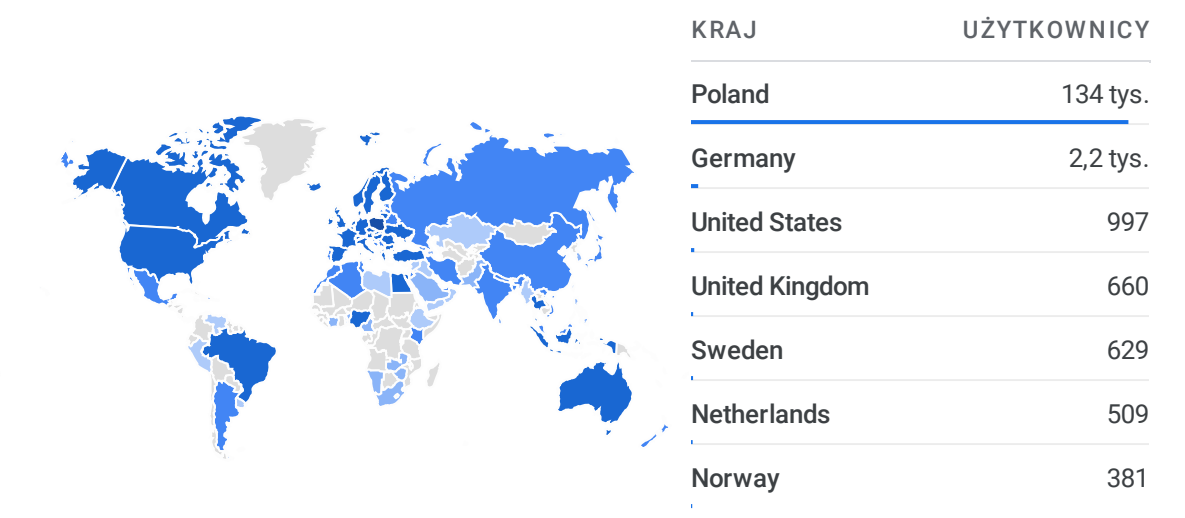 KRAJ UŻYTKOWNICY
Poland 134 tys.
Germany 2,2 tys.
United States 997
United Kingdom 660
Sweden 629
Netherlands 509
Norway 381